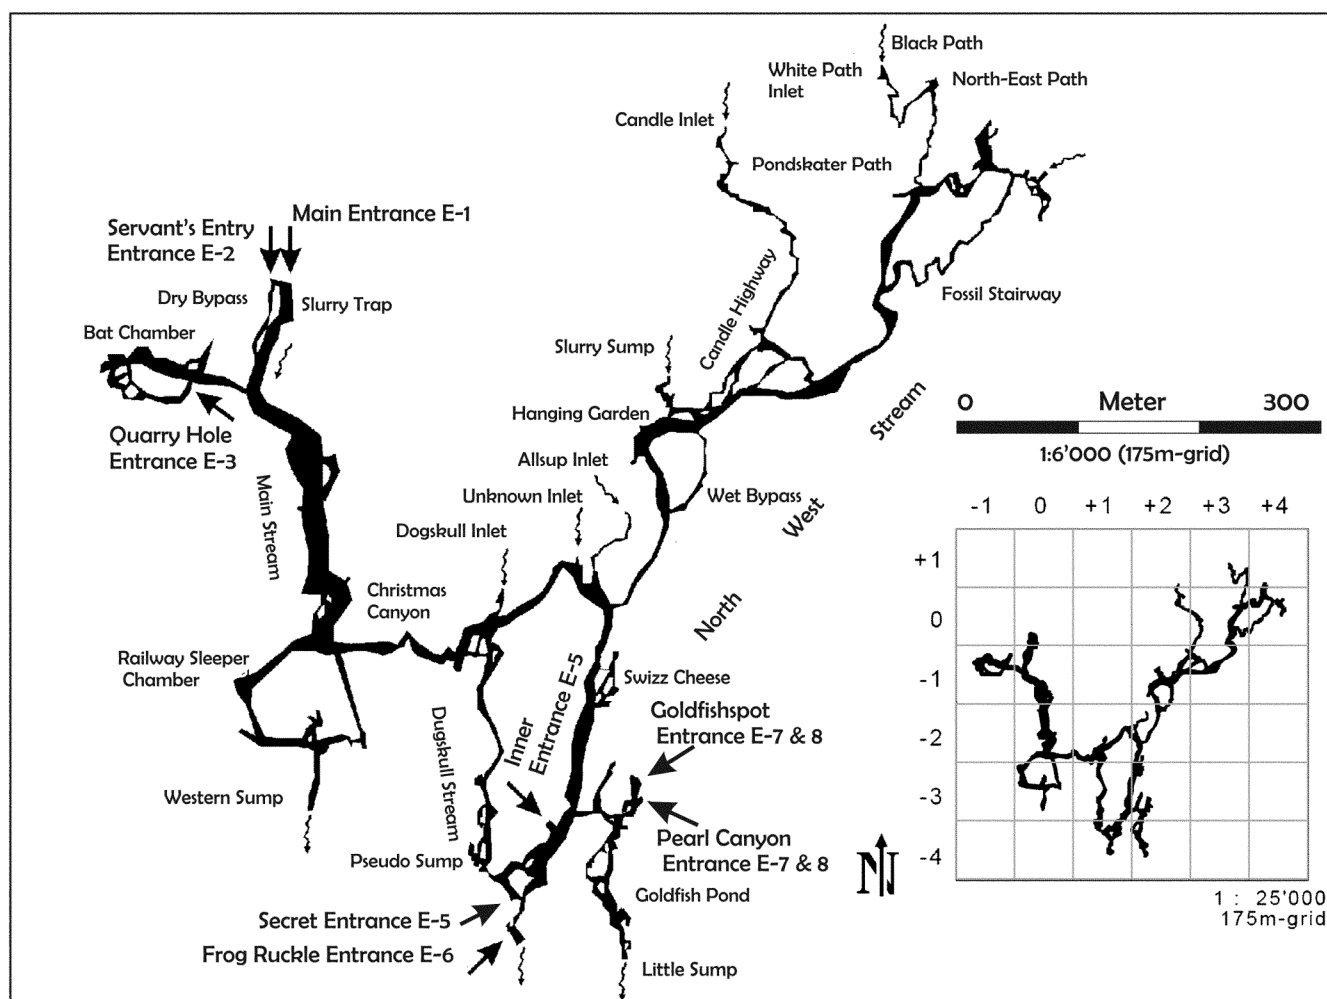 Black Path
White Path
Inlet
North-East Path
Candle Inlet
Pondskater Path
Main Entrance E-1
Servant's Entry
Entrance E-2
Dry Bypass
Slurry Trap
Fossil Stairway
Bat Chamber
Candle Highway
Slurry Sump
Hanging Garden
Quarry Hole
Entrance E-3
Stream
0 Meter 300
1:6'000 (175m-grid)
Allsup Inlet
Unknown Inlet
Wet Bypass
Main Stream
West
Dogskull Inlet
-1 0 +1 +2 +3 +4
+1
0
-1
-2
-3
-4
Christmas
Canyon
North
Railway Sleeper
Chamber
Swizz Cheese
Inner
Entrance E-5
Goldfishspot
Entrance E-7 & 8
Dugskull Stream
Western Sump
Pearl Canyon
Entrance E-7 & 8
Pseudo Sump
N
Goldfish Pond
Secret Entrance E-5
Frog Ruckle Entrance E-6
Little Sump
1 : 25'000
175m-grid